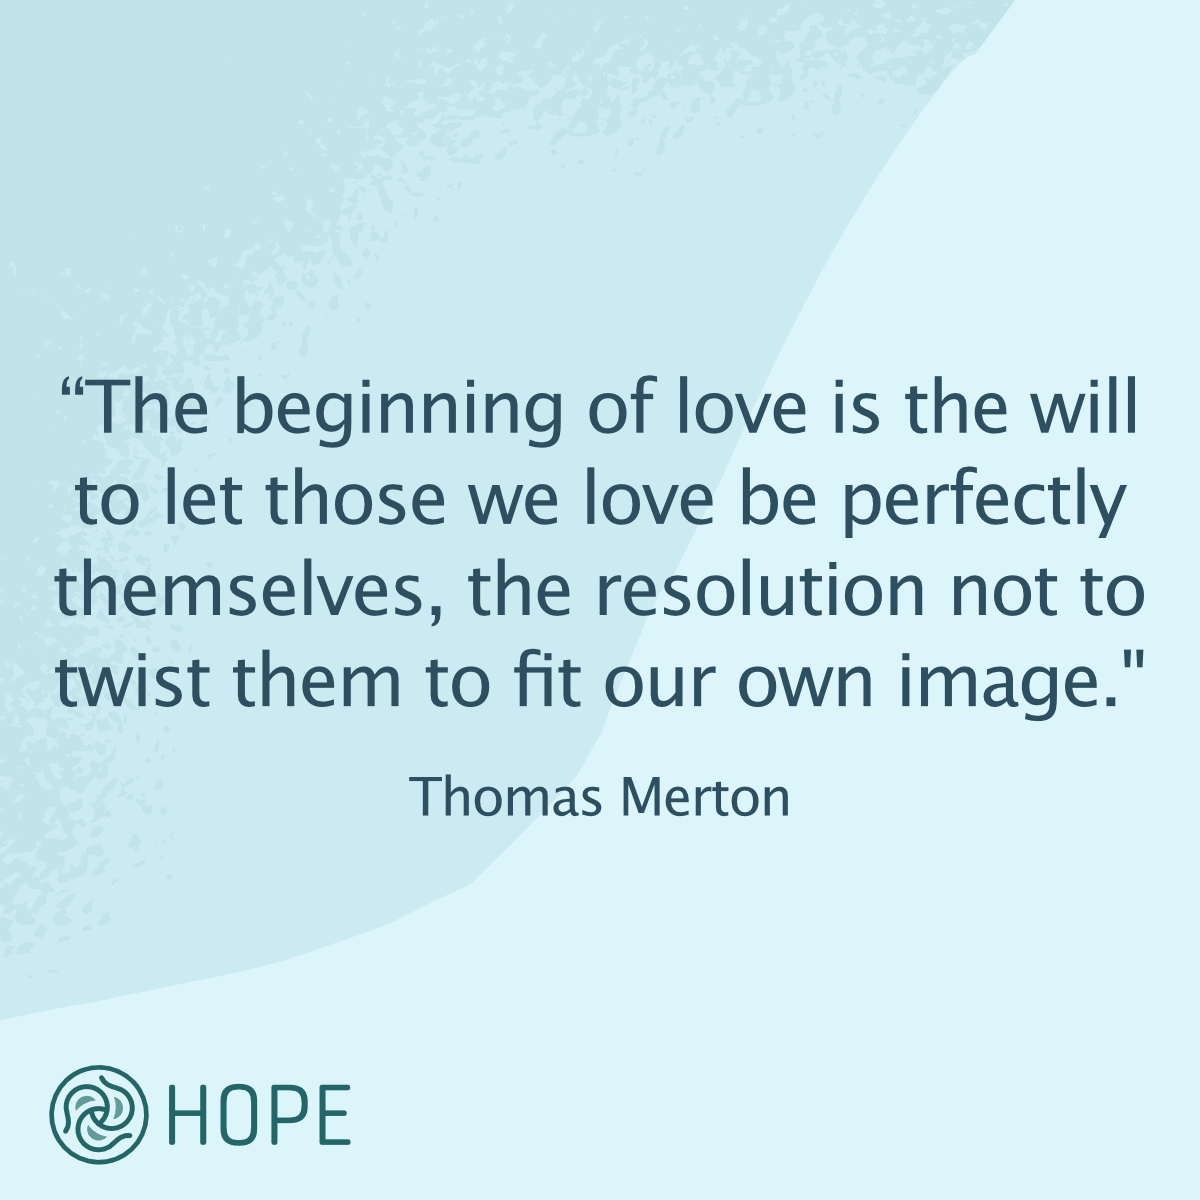 “The beginning of love is the will
to let those we love be perfectly
themselves, the resolution not to
twist them to fit our own image."
Thomas Merton
HOPE